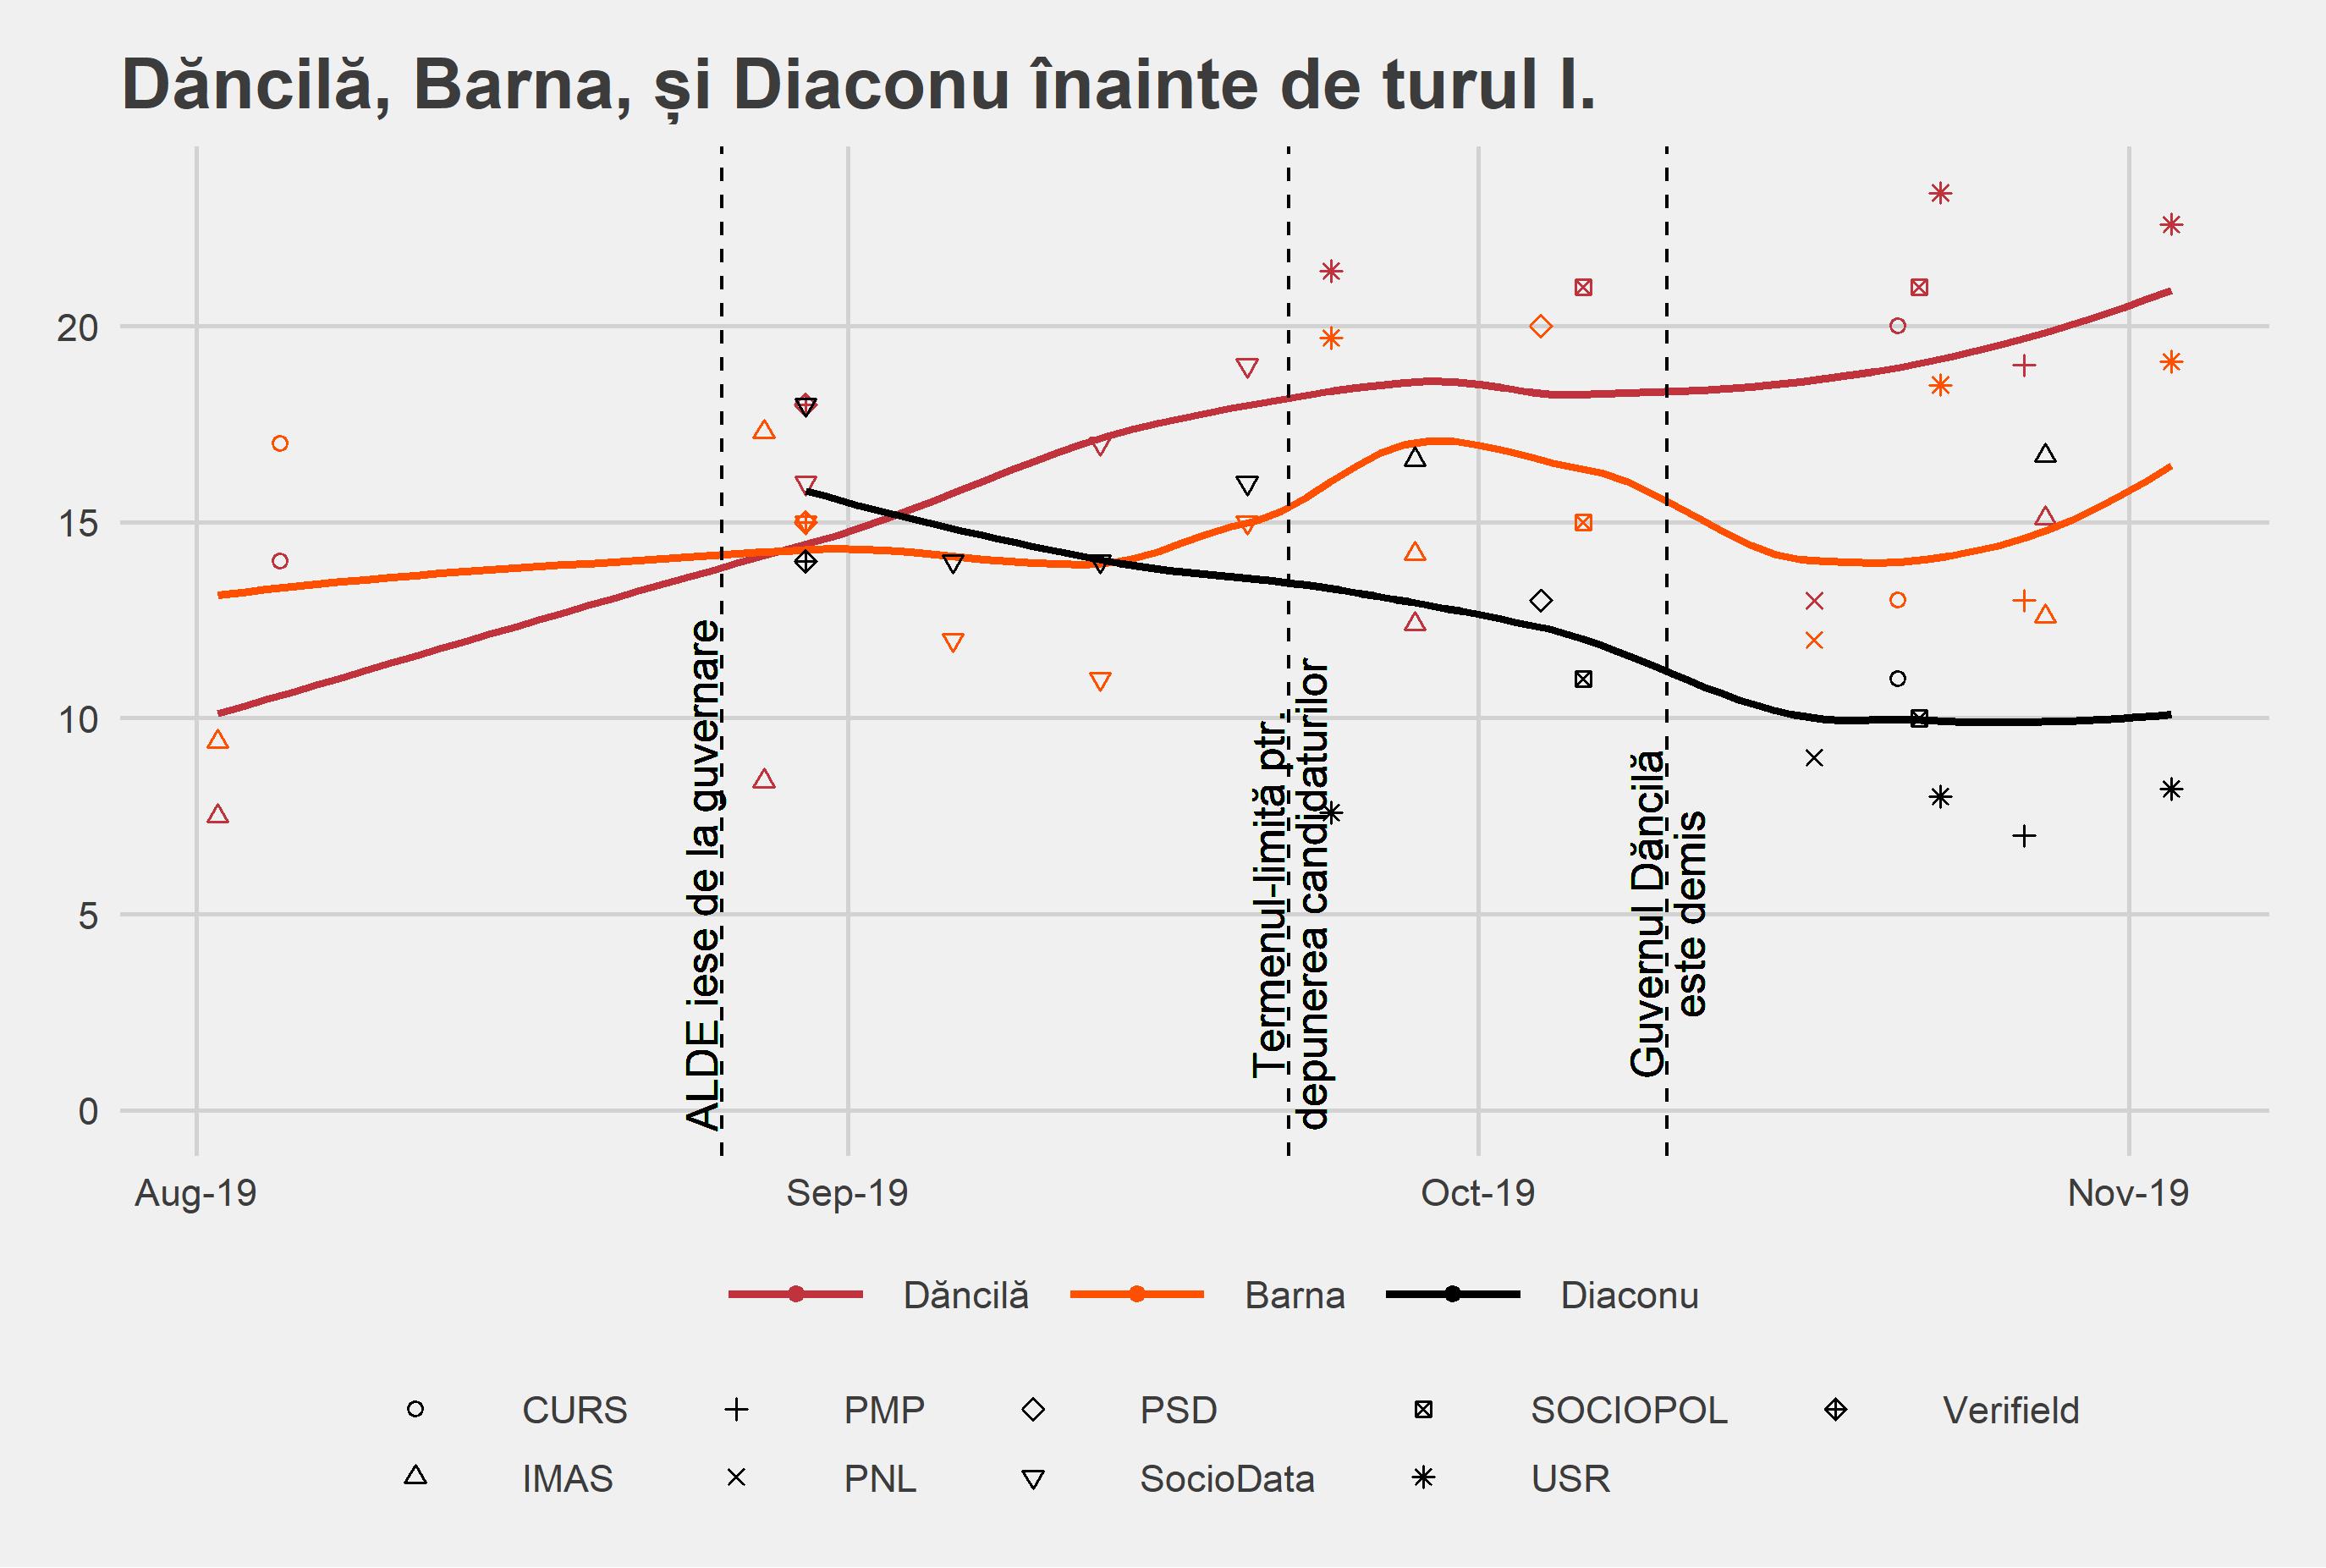 Dăncilă, Barna, și Diaconu înainte de turul I.
20
15
10
5
0
ALDE iese de la guvernare
Termenul-limită ptr.
depunerea candidaturilor
Guvernul Dăncilă
este demis
Aug-19
Sep-19
Oct-19
Nov-19
Dăncilă
Barna
Diaconu
CURS
PMP
PSD
SOCIOPOL
Verifield
IMAS
PNL
SocioData
USR